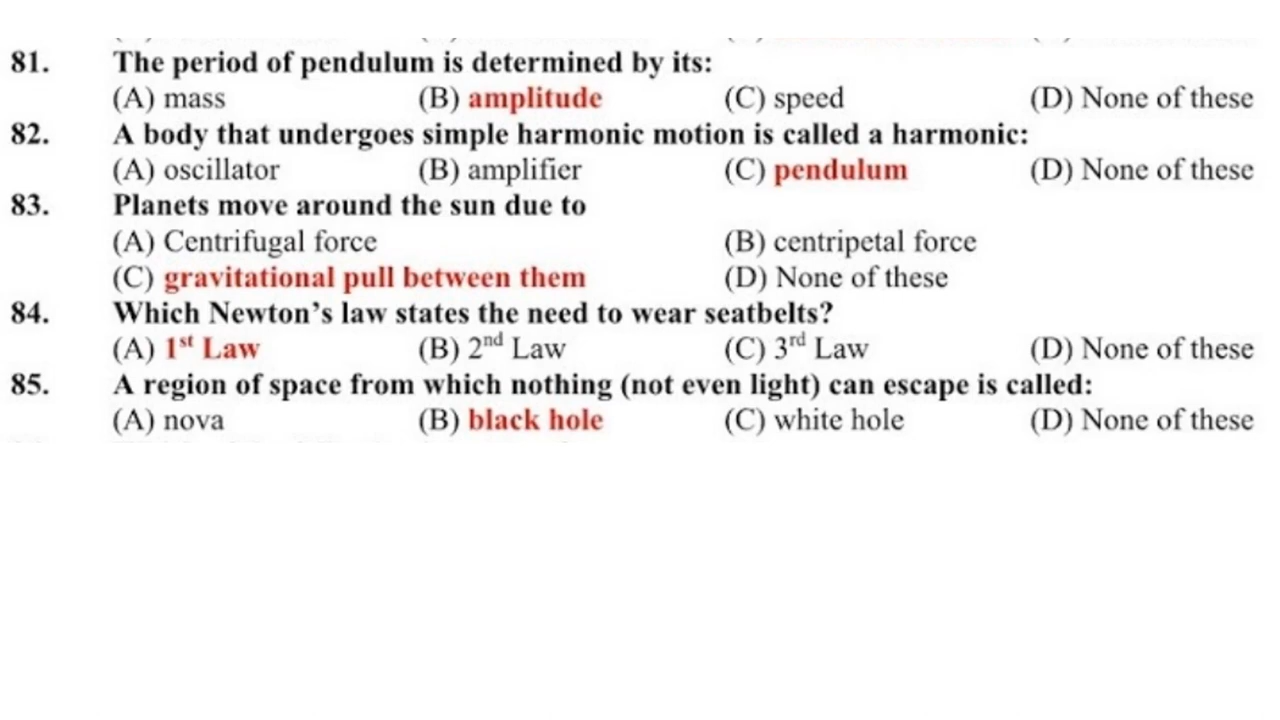 81. The period of pendulum is determined by its:
(A) mass (B) amplitude (C) speed (D) None of these
82. A body that undergoes simple harmonic motion is called a harmonic:
(A) oscillator (B) amplifier (C) pendulum (D) None of these
83. Planets move around the sun due to
(A) Centrifugal force (B) centripetal force
(C) gravitational pull between them (D) None of these
84. Which Newton’s law states the need to wear seatbelts?
(A) 1st Law (B) 2nd Law (C) 3rd Law (D) None of these
85. A region of space from which nothing (not even light) can escape is called:
(A) nova (B) black hole (C) white hole (D) None of these